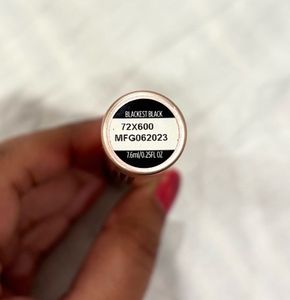 BLACKEST BLACK
72X600
MFG062023
7.6ml/0.25FL OZ